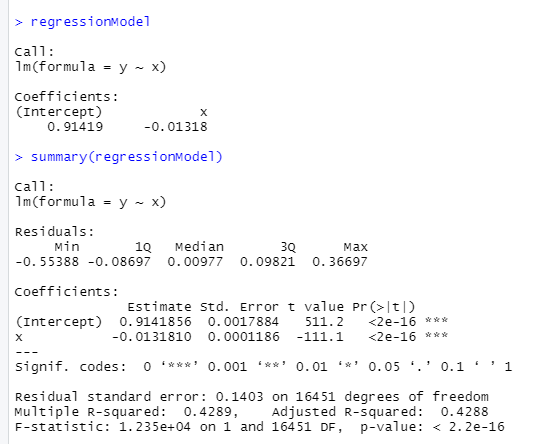 > regressionModel
Call:
lm(formula = y ~ x)
Coefficients:
(Intercept)            x
    0.91419     -0.01318
> summary(regressionModel)
Call:
lm(formula = y ~ x)
Residuals:
     Min       1Q   Median       3Q      Max
-0.55388 -0.08697  0.00977  0.09821  0.36697
Coefficients:
              Estimate Std. Error t value Pr(>|t|)
(Intercept)  0.9141856  0.0017884   511.2   <2e-16 ***
x           -0.0131810  0.0001186  -111.1   <2e-16 ***
---
Signif. codes:  0 ‘***’ 0.001 ‘**’ 0.01 ‘*’ 0.05 ‘.’ 0.1 ‘ ’ 1
Residual standard error: 0.1403 on 16451 degrees of freedom
Multiple R-squared:  0.4289,    Adjusted R-squared:  0.4288
F-statistic: 1.235e+04 on 1 and 16451 DF,  p-value: < 2.2e-16